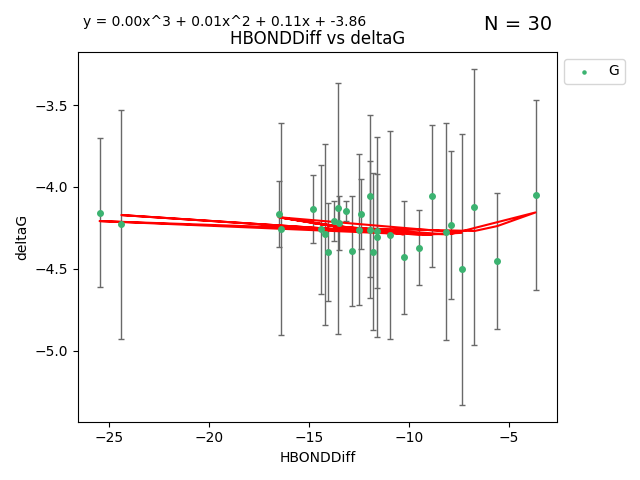 y = 0.00x^3 + 0.01x^2 + 0.11x + -3.86
N = 30
HBONDDiff vs deltaG
G
−3.5
−4.0
−4.5
−5.0
deltaG
−25
−20
−15
−10
−5
HBONDDiff